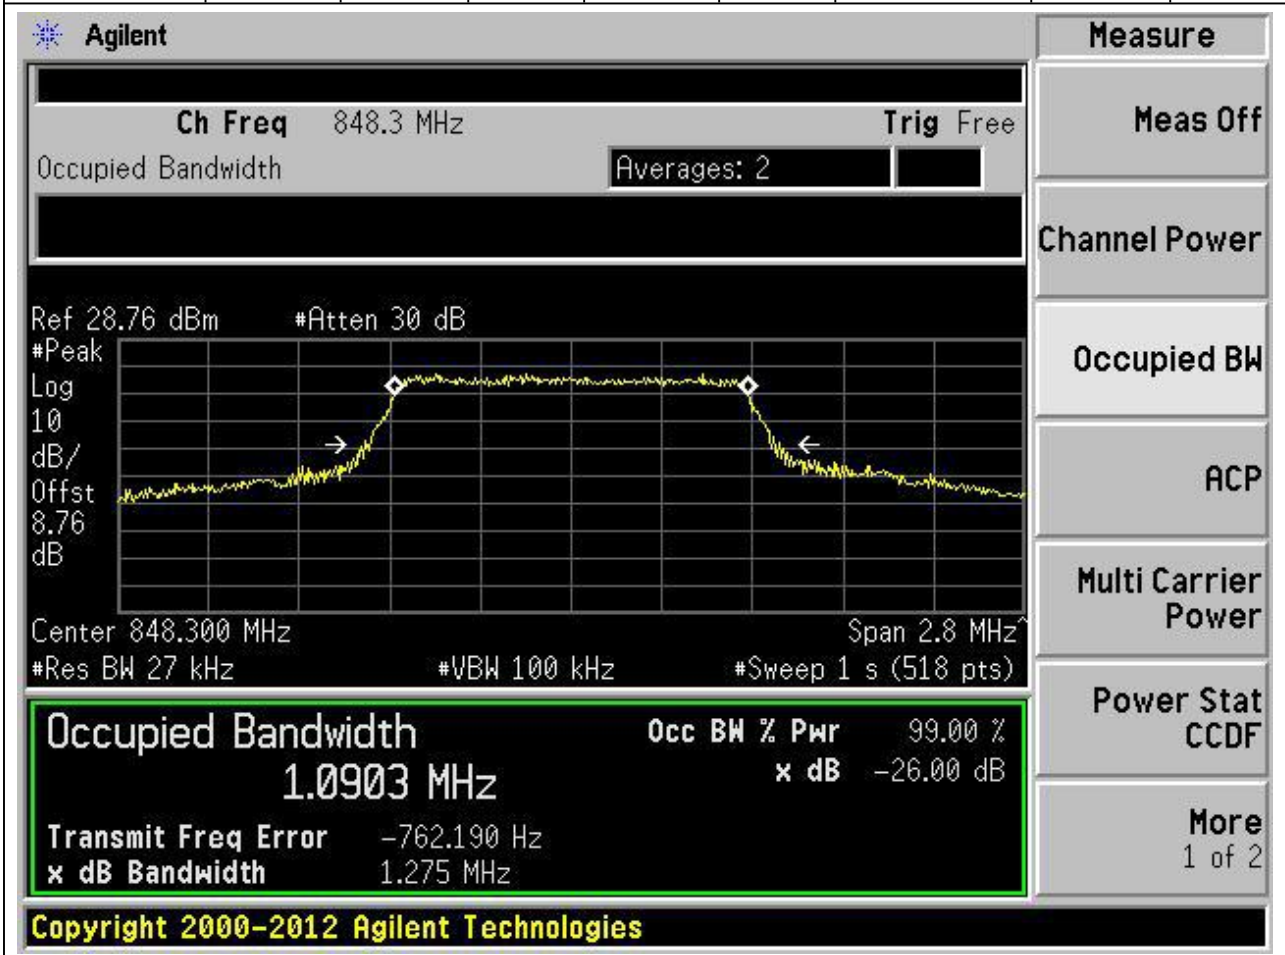 Agilent
Measure
Ch Freq 848.3 MHz Trig Free
Meas Off
Occupied Bandwidth Averages: 2
Channel Power
Ref 28.76 dBm #Atten 30 dB
#Peak
Log
10
dB/
Offst
8.76
dB
Occupied BW
ACP
Center 848.300 MHz Span 2.8 MHz^
#Res BW 27 kHz #VBW 100 kHz #Sweep 1 s (518 pts)
Multi Carrier
Power
Occupied Bandwidth Occ BW % Pwr 99.00 %
1.0903 MHz x dB -26.00 dB
Power Stat
CCDF
Transmit Freq Error -762.190 Hz
x dB Bandwidth 1.275 MHz
More
1 of 2
Copyright 2000-2012 Agilent Technologies